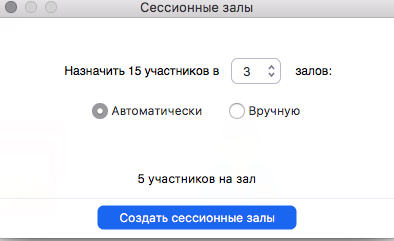 Сессионные залы
Назначить 15 участников в 3 залов:
Автоматически Вручную
5 участников на зал
Создать сессионные залы